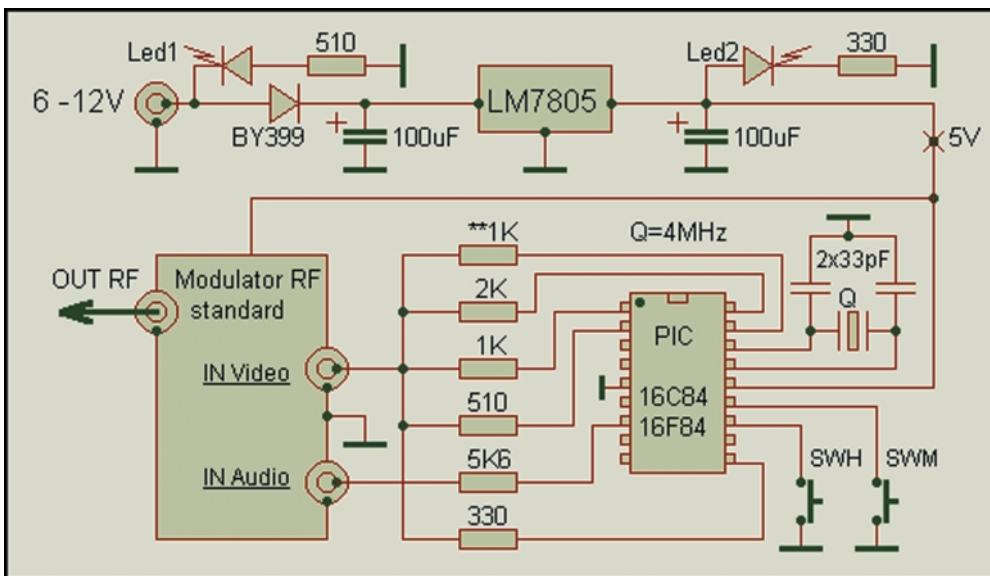 Led1
510
Led2
330
6 -12V
BY399
+
100uF
LM7805
+
100uF
5V
**1K
Q=4MHz
2x33pF
OUT RF
Modulator RF
standard
2K
Q
PIC
1K
IN Video
16C84
510
16F84
5K6
SWH
SWM
IN Audio
330